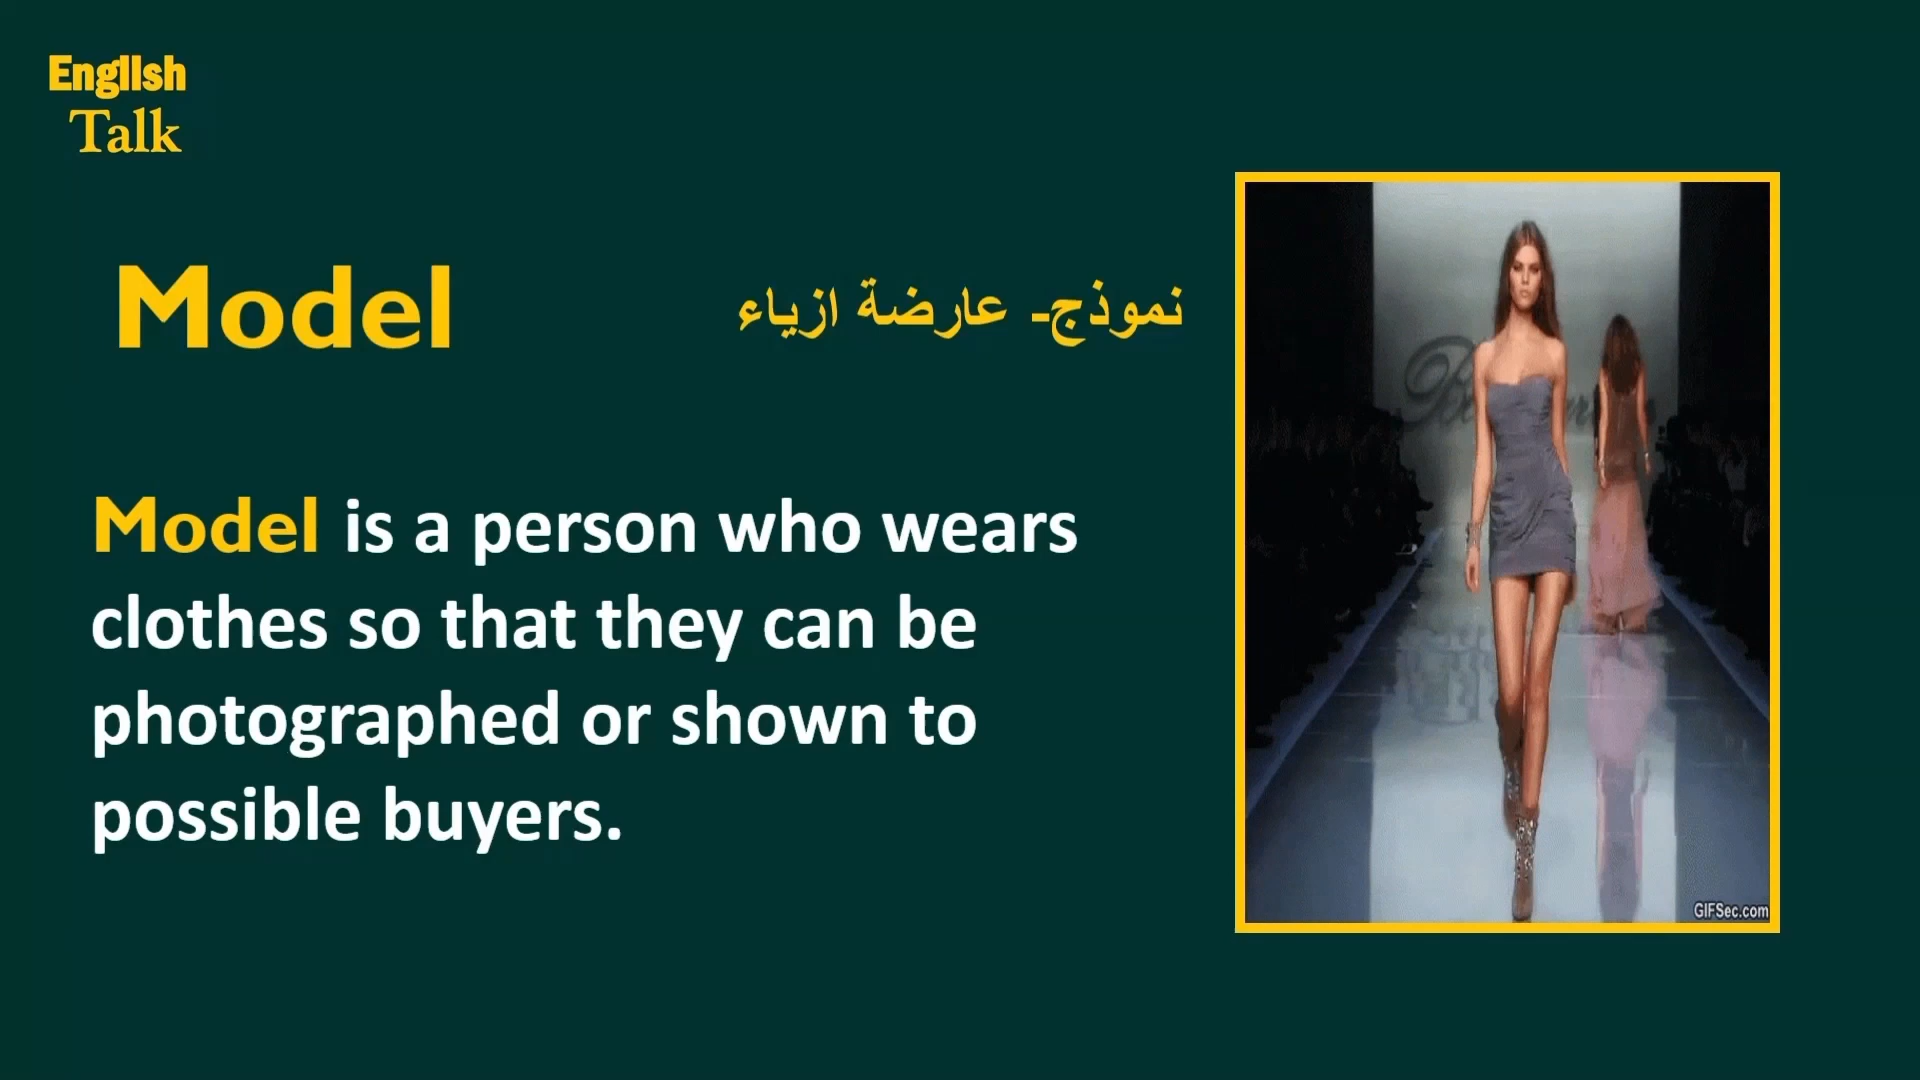 English
Talk
Model
نموذج- عارضة ازياء
Model is a person who wears
clothes so that they can be
photographed or shown to
possible buyers.
GIFSec.com